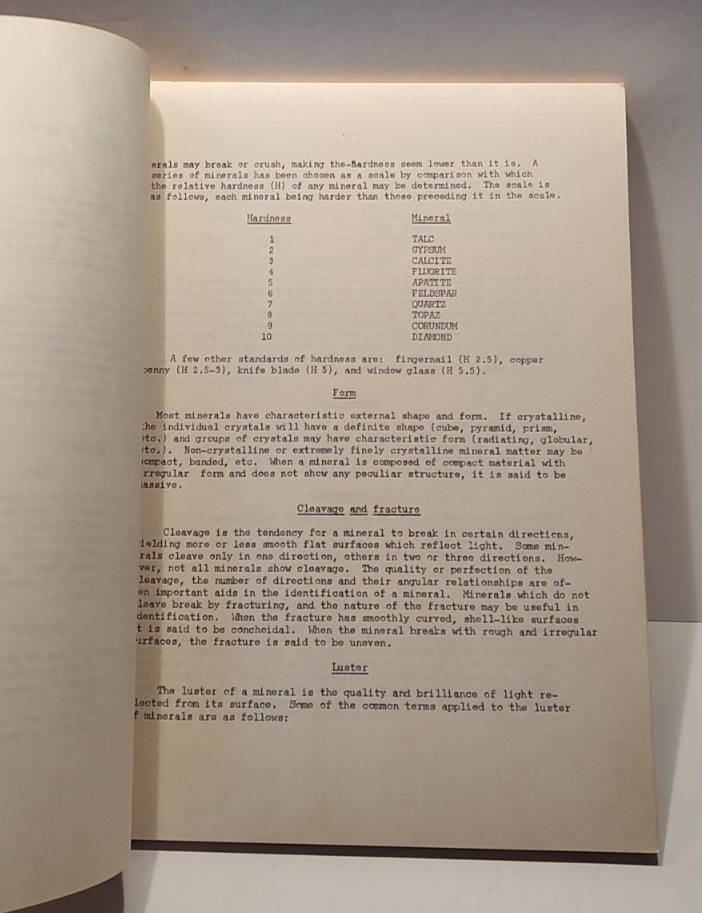 erals may break or crush, making the-hardness seem lower than it is. A
series of minerals has been chosen as a scale by comparison with which
the relative hardness (H) of any mineral may be determined. The scale is
as follows, each mineral being harder than those preceding it in the scale.
Hardness Mineral
1 TALC
2 GYPSUM
3 CALCITE
4 FLUORITE
5 APATITE
6 FELDSPAR
7 QUARTZ
8 TOPAZ
9 CORUNDUM
10 DIAMOND
A few other standards of hardness are: fingernail (H 2.5), copper
penny (H 2.5-3), knife blade (H 5), and window glass (H 5.5).
Form
Most minerals have characteristic external shape and form. If crystalline,
the individual crystals will have a definite shape (cube, pyramid, prism,
etc.) and groups of crystals may have characteristic form (radiating, globular,
etc.). Non-crystalline or extremely finely crystalline mineral matter may be
ompact, banded, etc. When a mineral is composed of compact material with
rregular form and does not show any peculiar structure, it is said to be
assive.
Cleavage and fracture
Cleavage is the tendency for a mineral to break in certain directions,
ielding more or less smooth flat surfaces which reflect light. Some min-
rals cleave only in one direction, others in two or three directions. How-
ver, not all minerals show cleavage. The quality or perfection of the
leavage, the number of directions and their angular relationships are of-
en important aids in the identification of a mineral. Minerals which do not
leave break by fracturing, and the nature of the fracture may be useful in
dentification. When the fracture has smoothly curved, shell-like surfaces
t is said to be conchoidal. When the mineral breaks with rough and irregular
urfaces, the fracture is said to be uneven.
Luster
The luster of a mineral is the quality and brilliance of light re-
lected from its surface. Some of the common terms applied to the luster
f minerals are as follows: